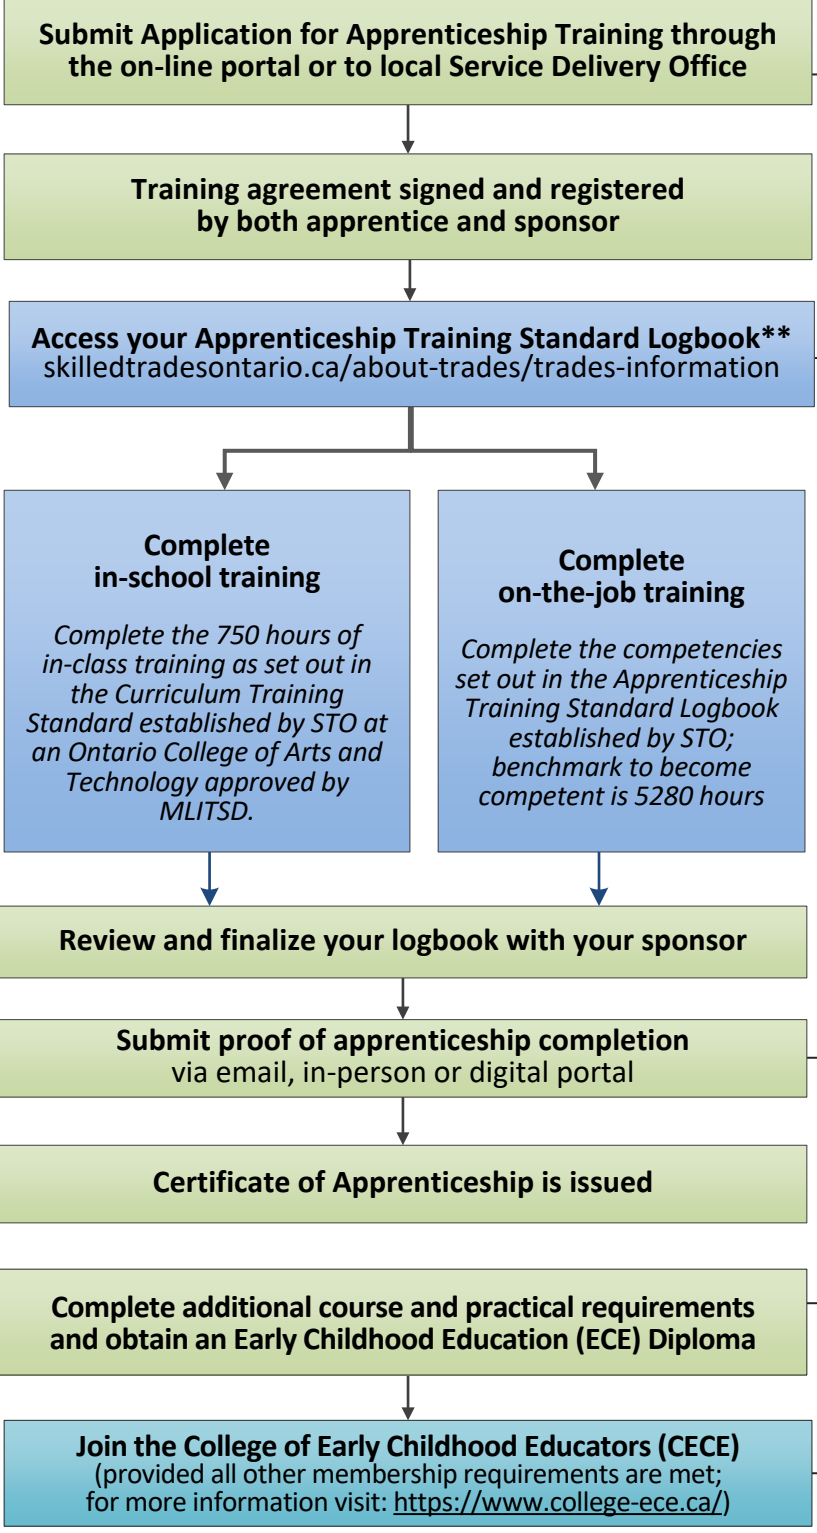 Submit Application for Apprenticeship Training through
the on-line portal or to local Service Delivery Office
Training agreement signed and registered
by both apprentice and sponsor
Access your Apprenticeship Training Standard Logbook**
skilledtradesontario.ca/about-trades/trades-information
Complete
in-school training
Complete the 750 hours of
in-class training as set out in
the Curriculum Training
Standard established by STO at
an Ontario College of Arts and
Technology approved by
MLITSD.
Complete
on-the-job training
Complete the competencies
set out in the Apprenticeship
Training Standard Logbook
established by STO;
benchmark to become
competent is 5280 hours
Review and finalize your logbook with your sponsor
Submit proof of apprenticeship completion
via email, in-person or digital portal
Certificate of Apprenticeship is issued
Complete additional course and practical requirements
and obtain an Early Childhood Education (ECE) Diploma
Join the College of Early Childhood Educators (CECE)
(provided all other membership requirements are met;
for more information visit: https://www.college-ece.ca/)